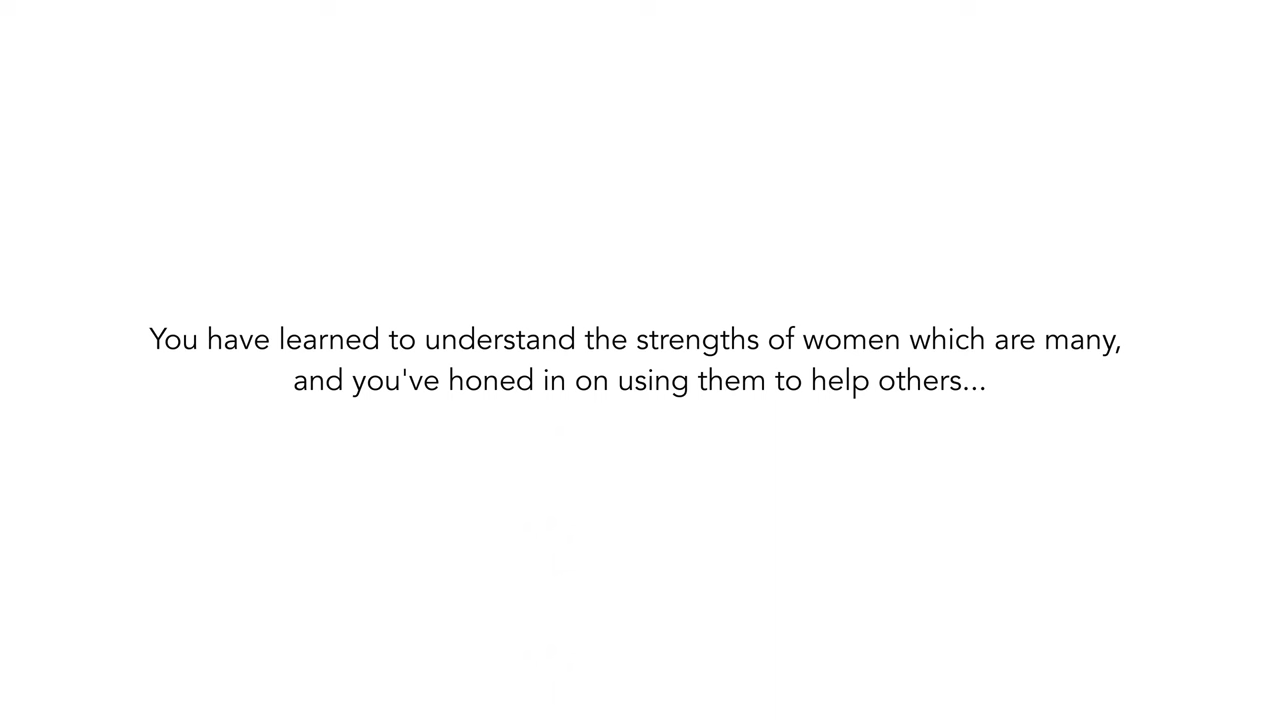 You have learned to understand the strengths of women which are many,
and you've honed in on using them to help others...